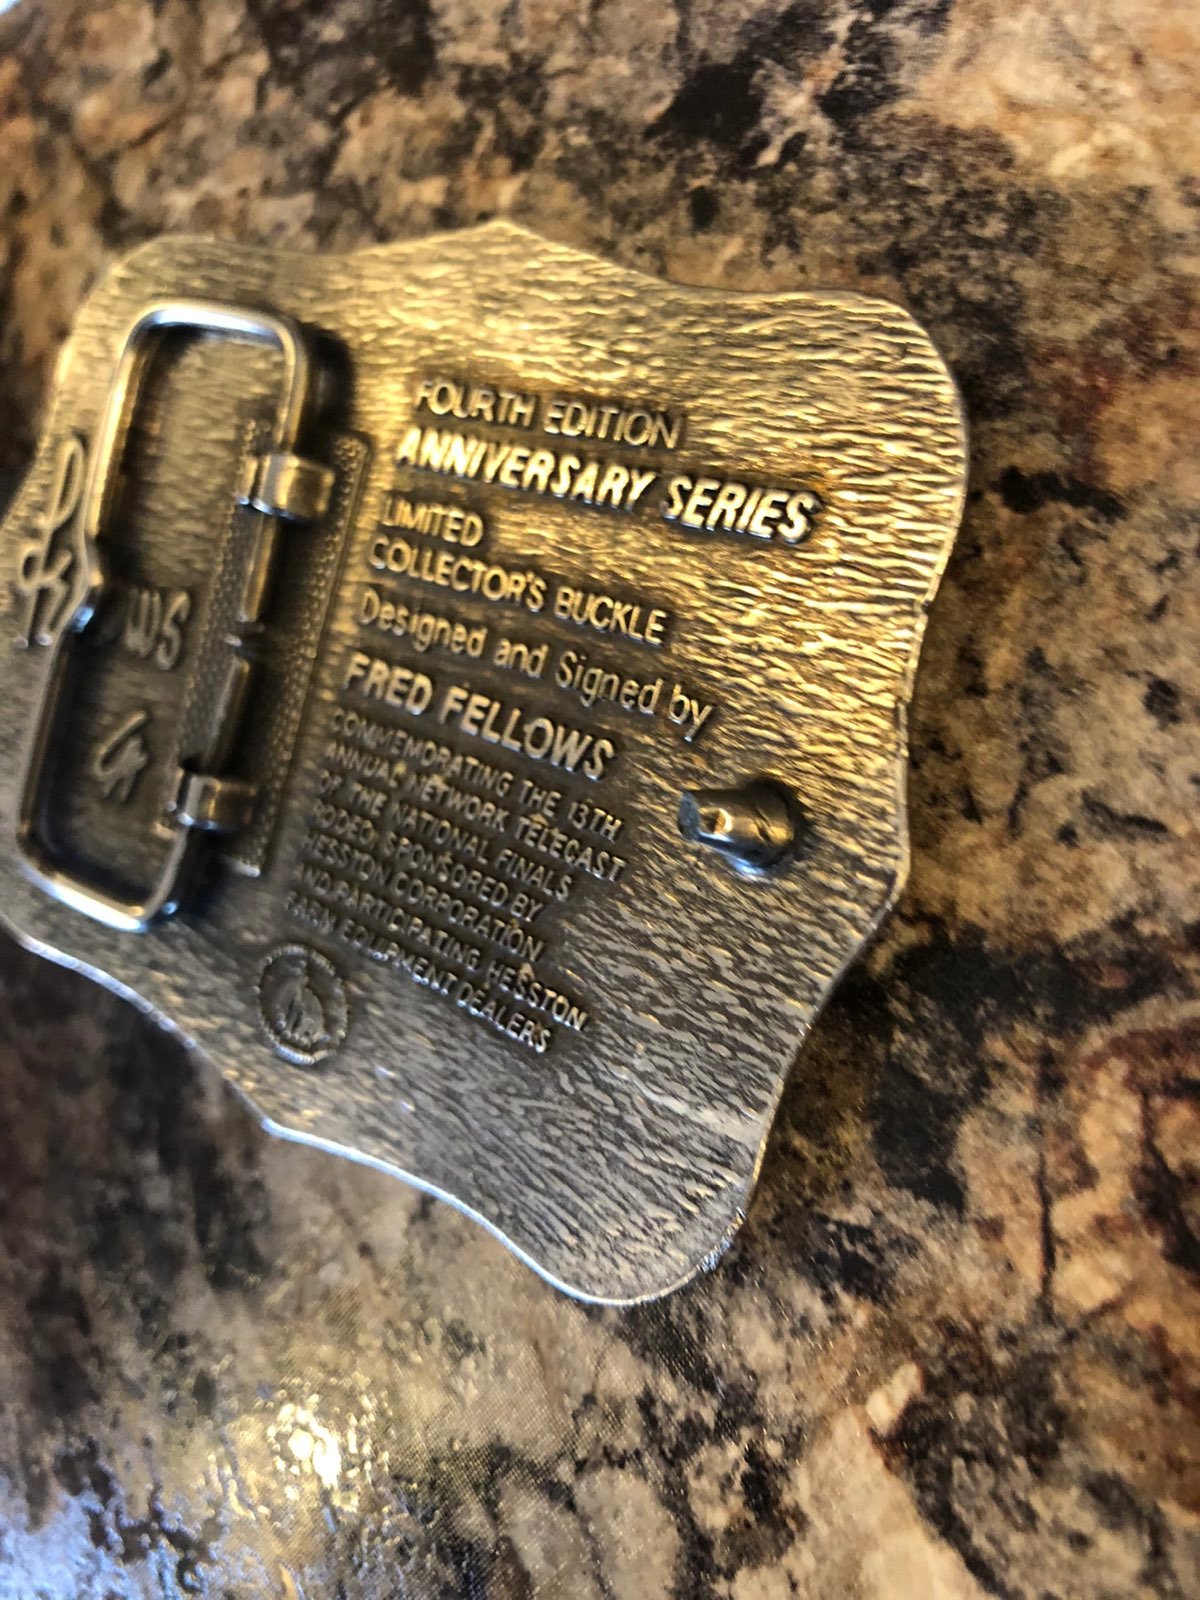 FOURTH EDITION
ANNIVERSARY SERIES
LIMITED
COLLECTOR'S BUCKLE
Designed and Signed by
FRED FELLOWS
COMMEMORATING THE 13TH
ANNUAL NETWORK TELECAST
OF THE NATIONAL FINALS
RODEO, SPONSORED BY
HESSTON CORPORATION
AND PARTICIPATING HESSTON
FARM EQUIPMENT DEALERS